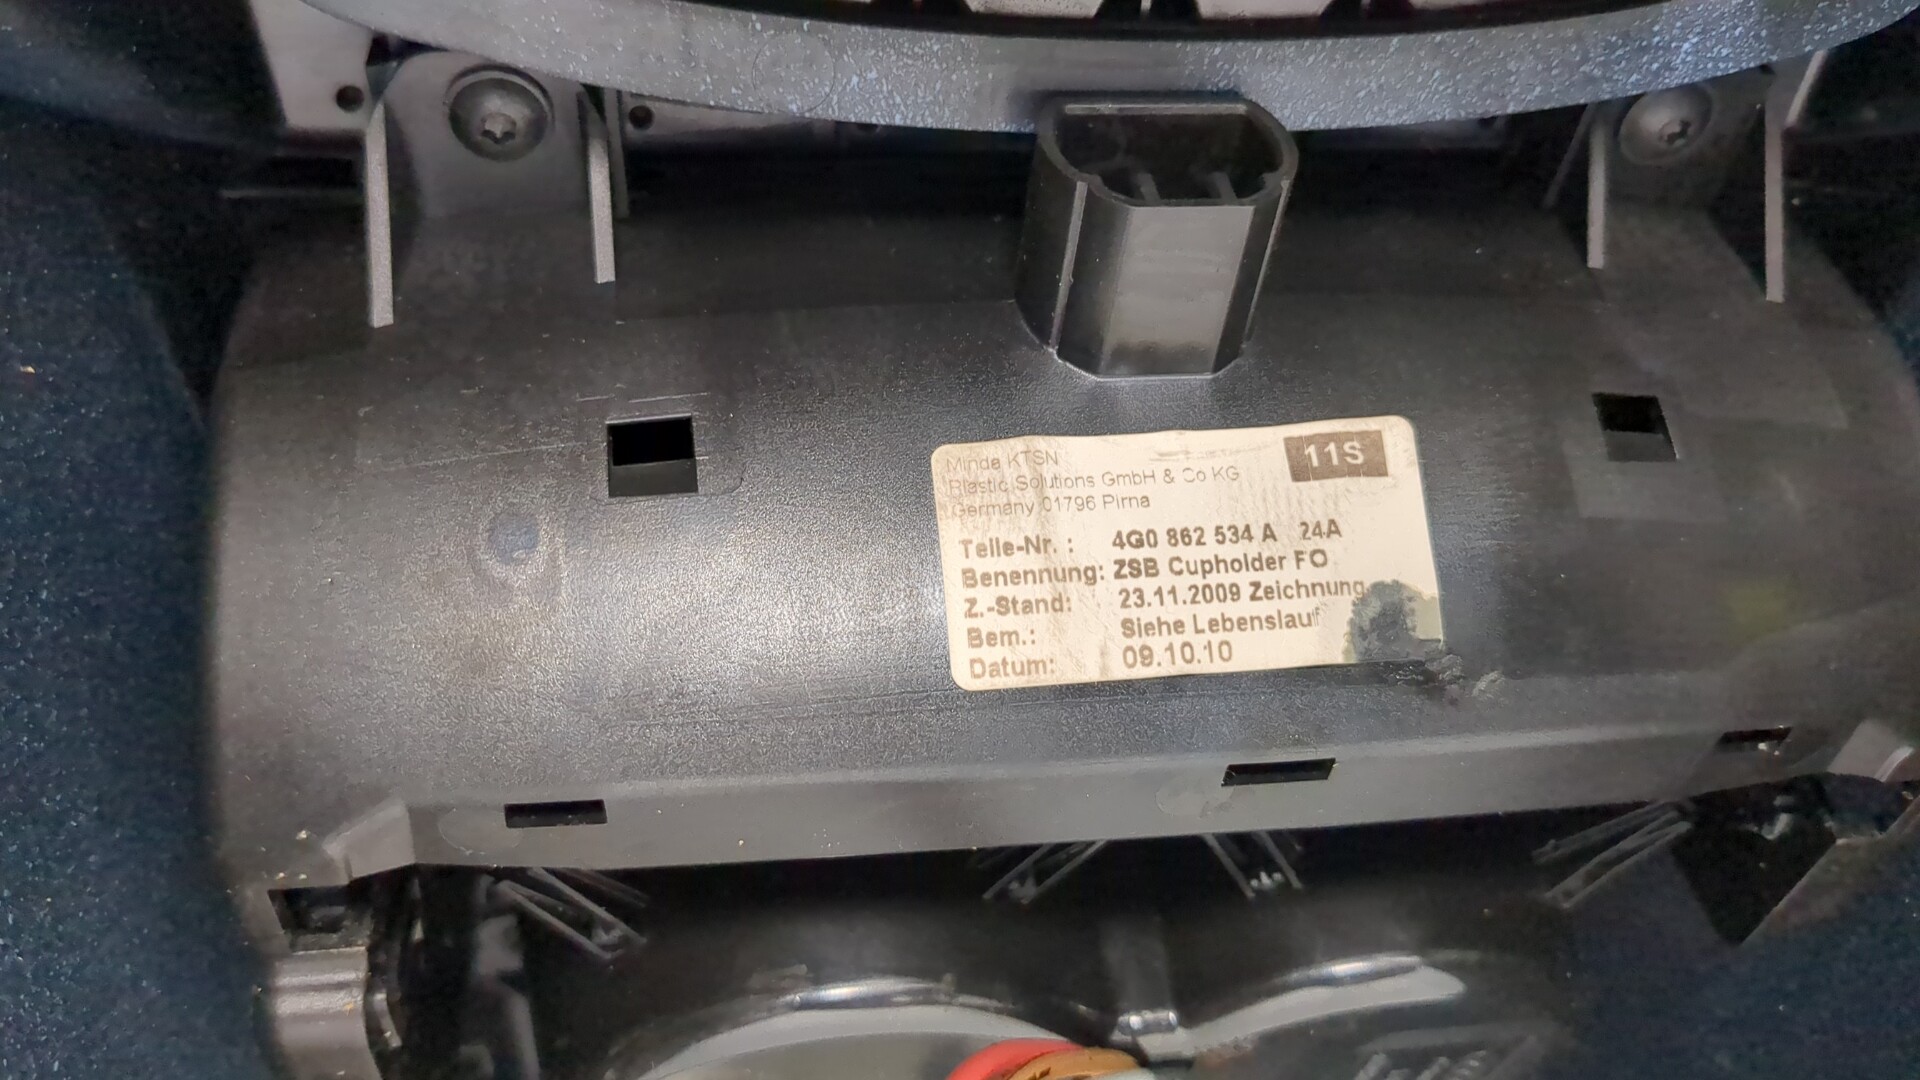 Minda KTSN
Plastic Solutions GmbH & Co KG
Germany 01796 Pirna
11S
Teile-Nr. : 4G0 862 534 A 24A
Benennung: ZSB Cupholder FO
Z.-Stand: 23.11.2009 Zeichnung
Bem.: Siehe Lebenslauf
Datum: 09.10.10